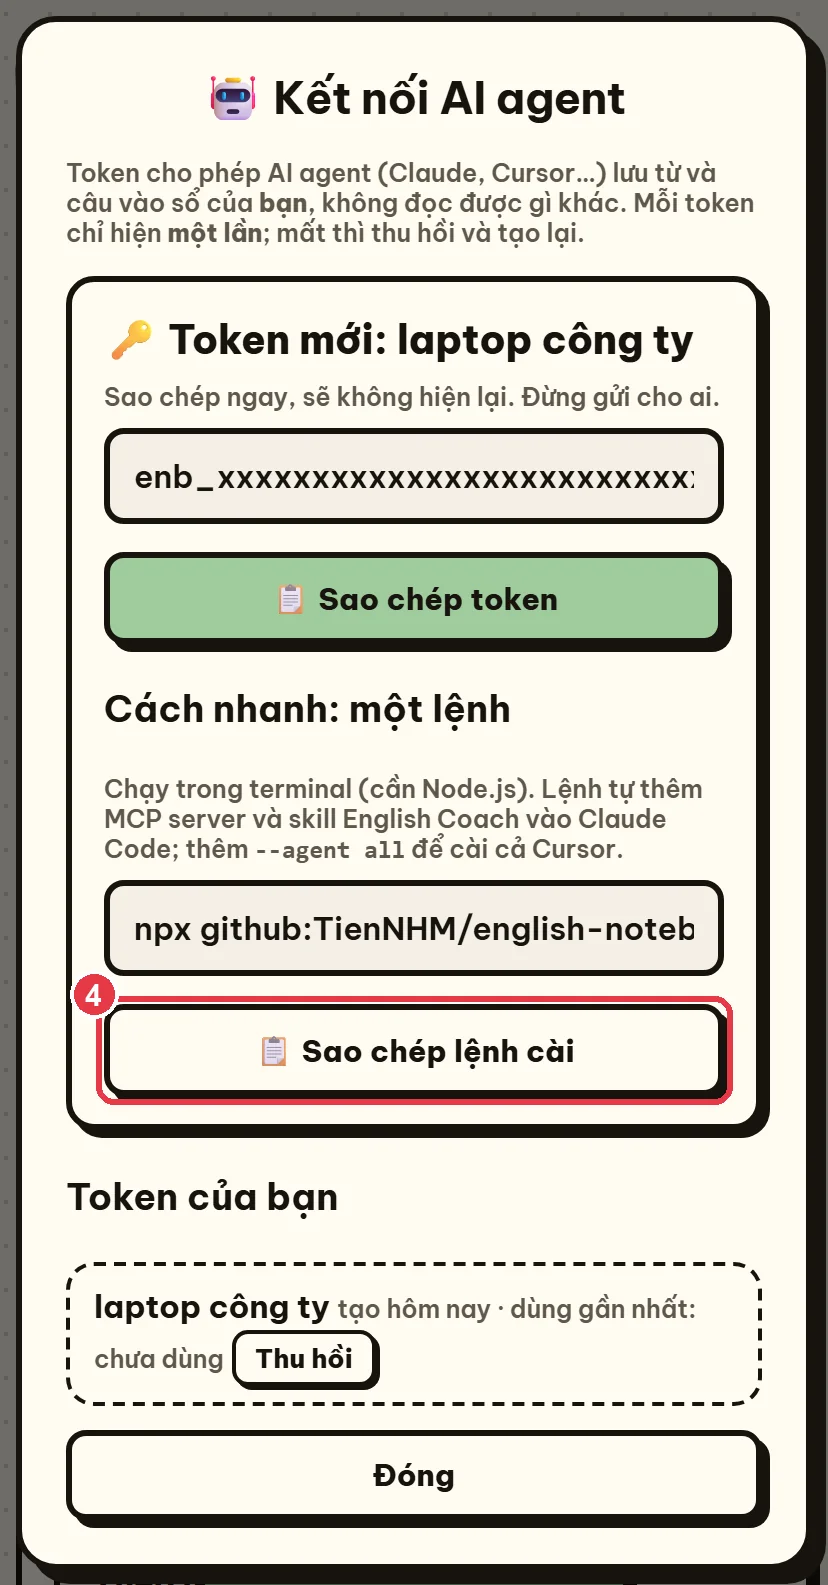 Kết nối AI agent
Token cho phép AI agent (Claude, Cursor...) lưu từ và
câu vào sổ của bạn, không đọc được gì khác. Mỗi token
chỉ hiện một lần; mất thì thu hồi và tạo lại.
Token mới: laptop công ty
Sao chép ngay, sẽ không hiện lại. Đừng gửi cho ai.
enb_xxxxxxxxxxxxxxxxxxxxxxxxx
Sao chép token
Cách nhanh: một lệnh
Chạy trong terminal (cần Node.js). Lệnh tự thêm
MCP server và skill English Coach vào Claude
Code; thêm --agent all để cài cả Cursor.
npx github:TienNHM/english-noteb
4
Sao chép lệnh cài
Token của bạn
laptop công ty tạo hôm nay · dùng gần nhất:
chưa dùng Thu hồi
Đóng